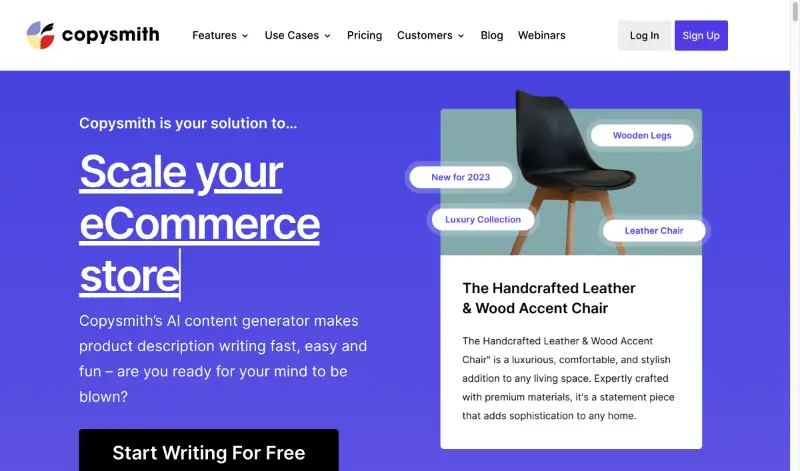 copysmith
Features
Use Cases
Pricing
Customers
Blog
Webinars
Log In
Sign Up
Copysmith is your solution to...
Scale your
eCommerce
store
Copysmith's AI content generator makes
product description writing fast, easy and
fun – are you ready for your mind to be
blown?
Start Writing For Free
Wooden Legs
New for 2023
Luxury Collection
Leather Chair
The Handcrafted Leather
& Wood Accent Chair
The Handcrafted Leather & Wood Accent
Chair" is a luxurious, comfortable, and stylish
addition to any living space. Expertly crafted
with premium materials, it's a statement piece
that adds sophistication to any home.